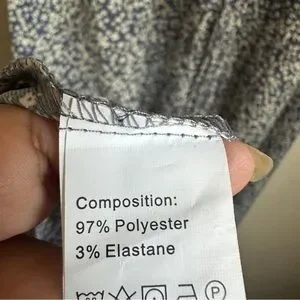 Composition:
97% Polyester
3% Elastane
P